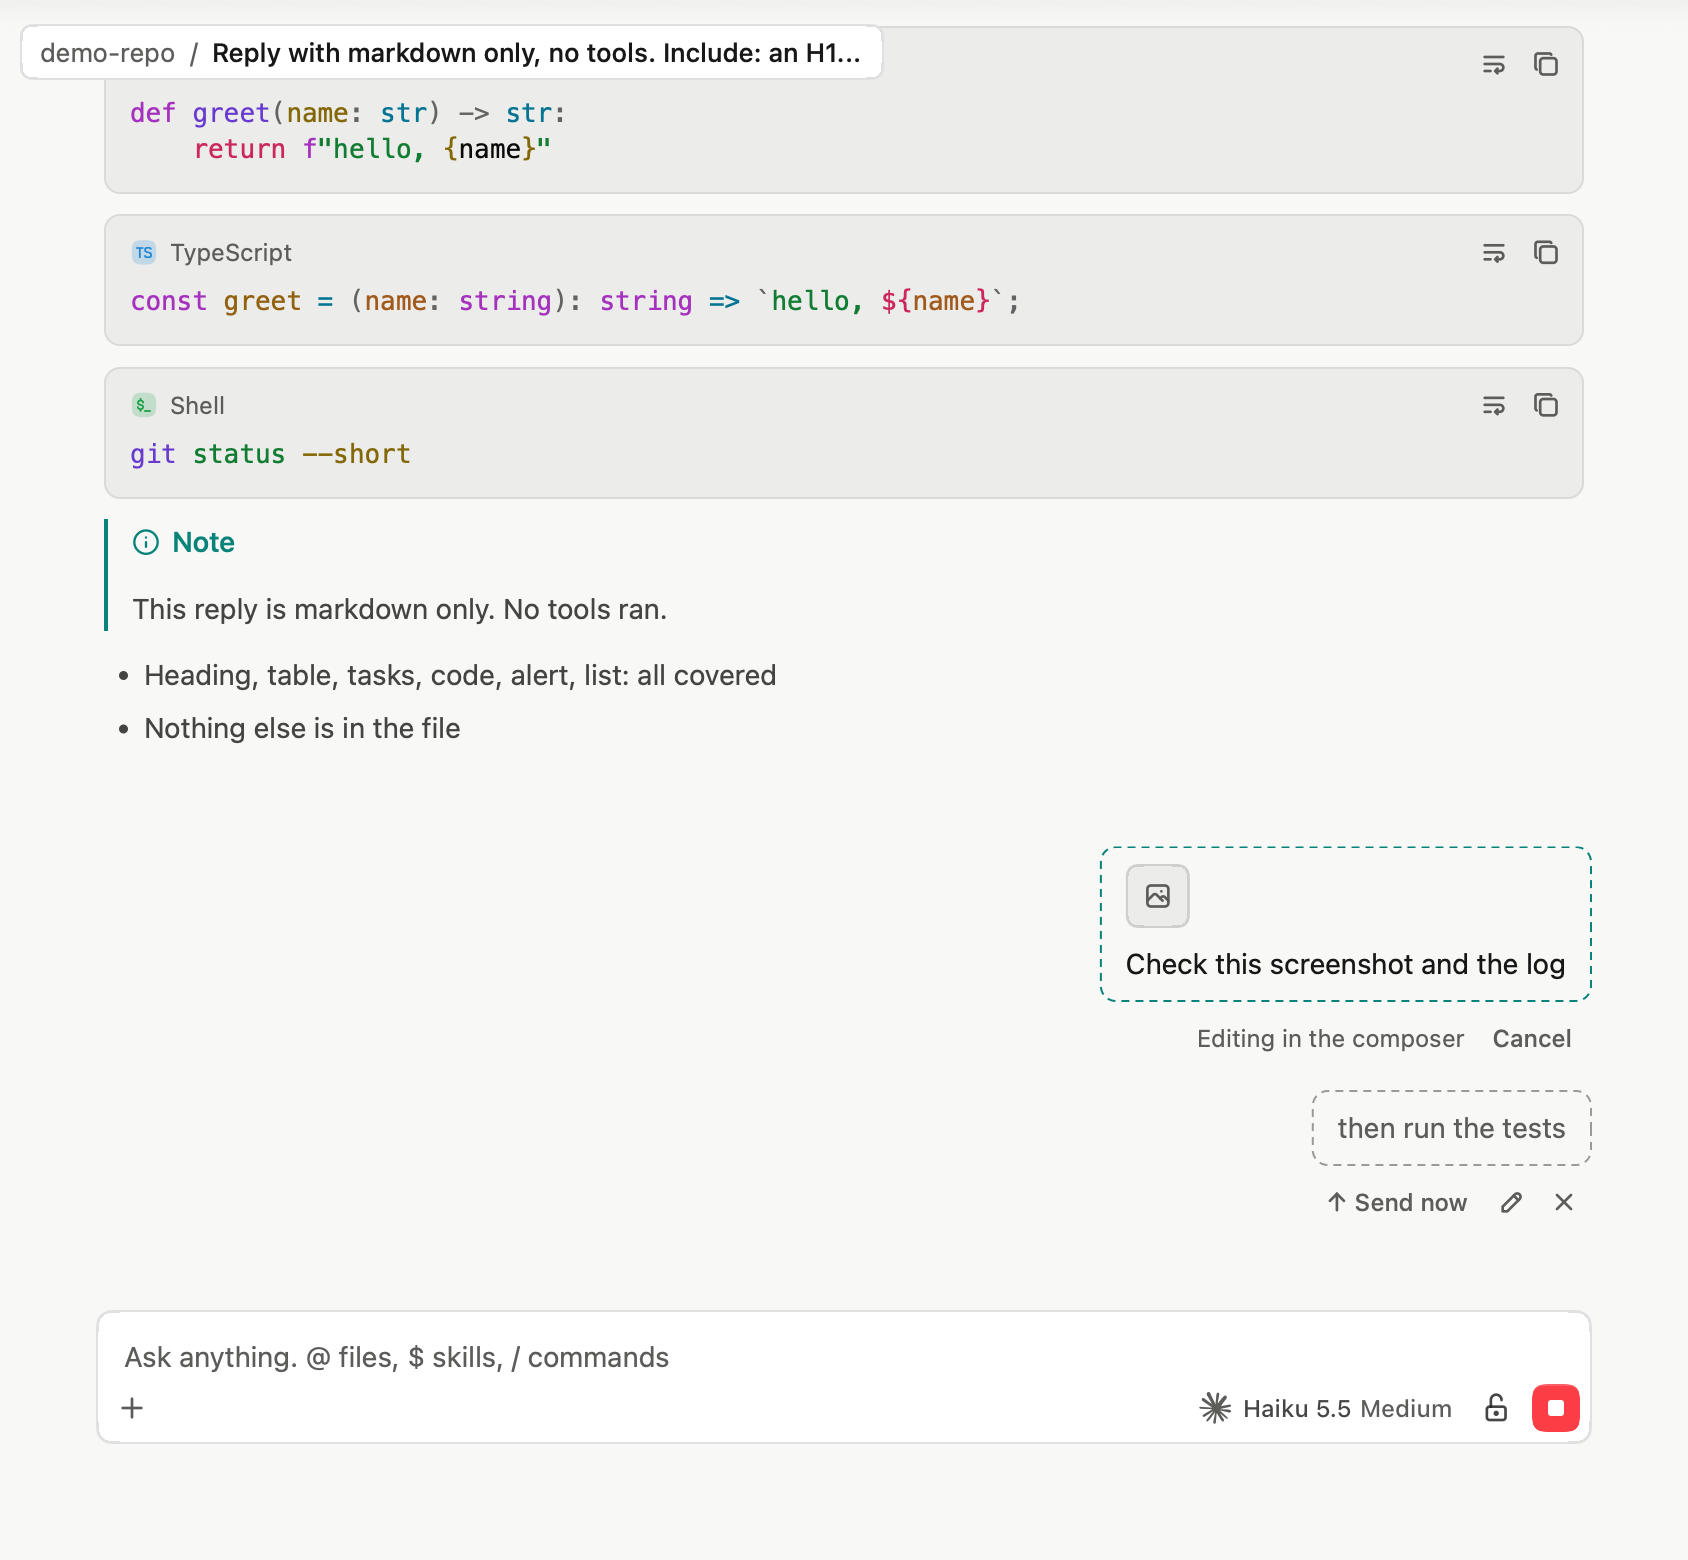 demo-repo / Reply with markdown only, no tools. Include: an H1...
def greet(name: str) -> str:
    return f"hello, {name}"
TS TypeScript
const greet = (name: string): string => `hello, ${name}`;
$_ Shell
git status --short
Note
This reply is markdown only. No tools ran.
• Heading, table, tasks, code, alert, list: all covered
• Nothing else is in the file
Check this screenshot and the log
Editing in the composer Cancel
then run the tests
↑ Send now
Ask anything. @ files, $ skills, / commands
Haiku 5.5 Medium